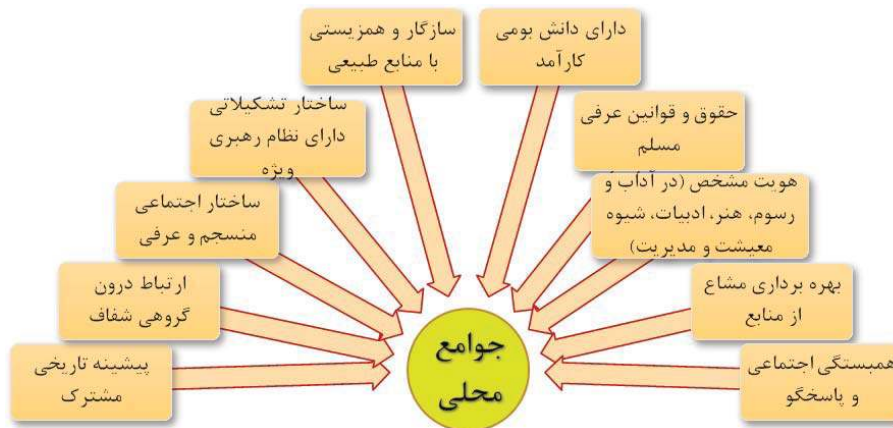 دارای دانش بومی
کارآمد
حقوق و قوانین عرفی
مسلم
هویت مشخص (در آداب و
رسوم، هنر، ادبیات، شیوه
معیشت و مدیریت)
بهره برداری مشاع
از منابع
همبستگی اجتماعی
و پاسخگو
سازگار و همزیستی
با منابع طبیعی
ساختار تشکیلاتی
دارای نظام رهبری
ویژه
ساختار اجتماعی
منسجم و عرفی
ارتباط درون
گروهی شفاف
پیشینه تاریخی
مشترک
جوامع
محلی